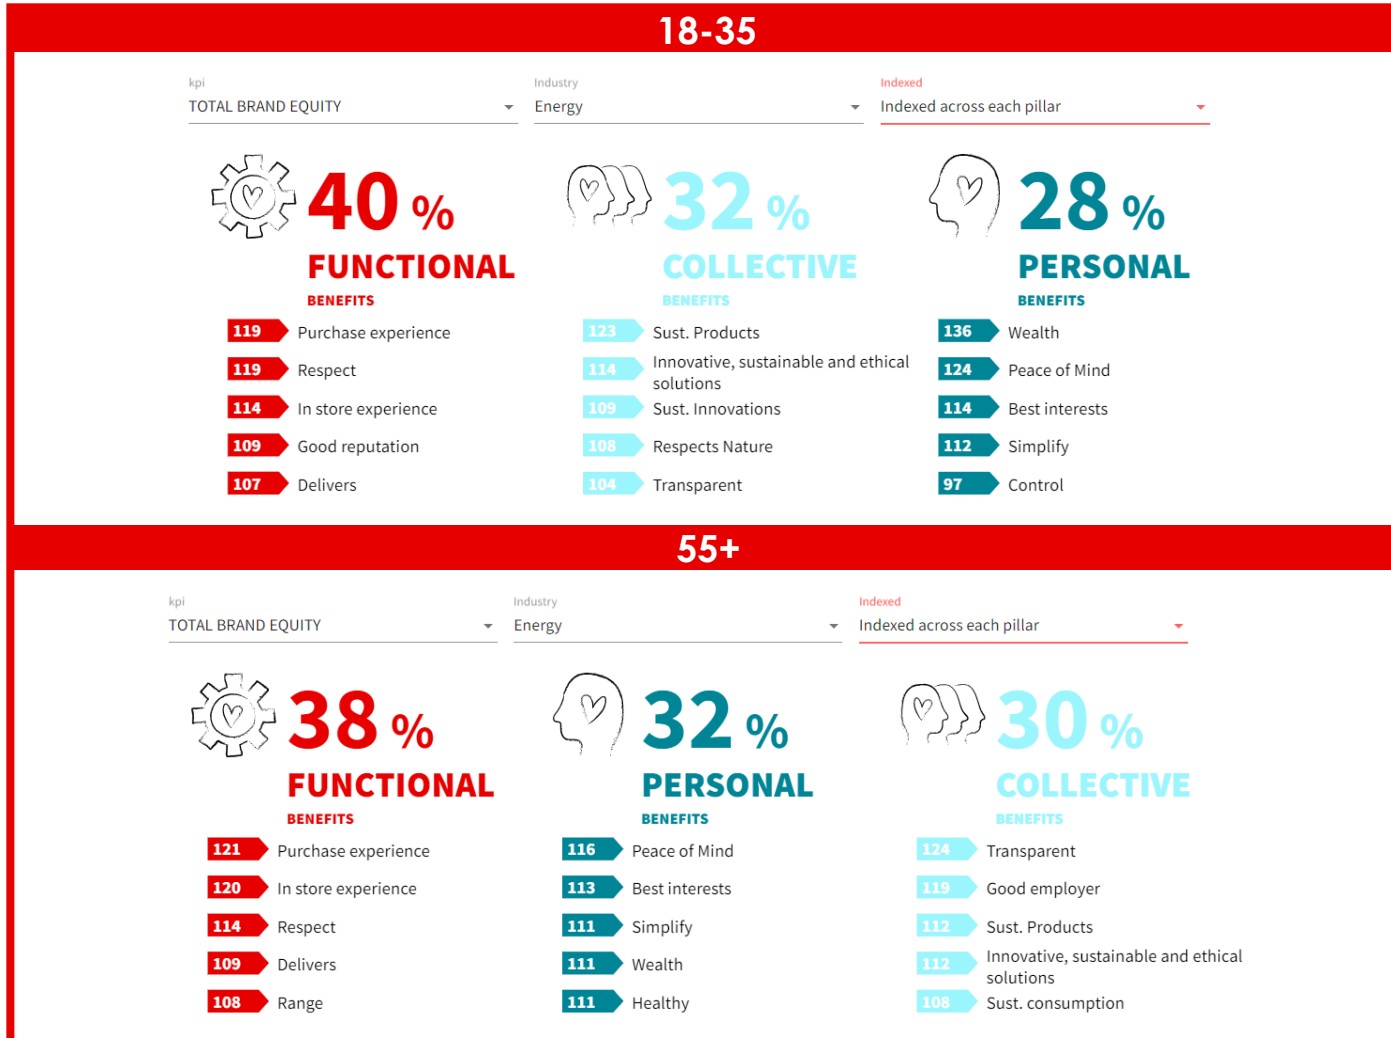 18-35
kpi
Industry
Indexed
TOTAL BRAND EQUITY
Energy
Indexed across each pillar
40 %
FUNCTIONAL
BENEFITS
119 Purchase experience
119 Respect
114 In store experience
109 Good reputation
107 Delivers
32 %
COLLECTIVE
BENEFITS
123 Sust. Products
114 Innovative, sustainable and ethical
solutions
109 Sust. Innovations
108 Respects Nature
104 Transparent
28 %
PERSONAL
BENEFITS
136 Wealth
124 Peace of Mind
114 Best interests
112 Simplify
97 Control
55+
kpi
Industry
Indexed
TOTAL BRAND EQUITY
Energy
Indexed across each pillar
38 %
FUNCTIONAL
BENEFITS
121 Purchase experience
120 In store experience
114 Respect
109 Delivers
108 Range
32 %
PERSONAL
BENEFITS
116 Peace of Mind
113 Best interests
111 Simplify
111 Wealth
111 Healthy
30 %
COLLECTIVE
BENEFITS
124 Transparent
119 Good employer
112 Sust. Products
112 Innovative, sustainable and ethical
solutions
108 Sust. consumption